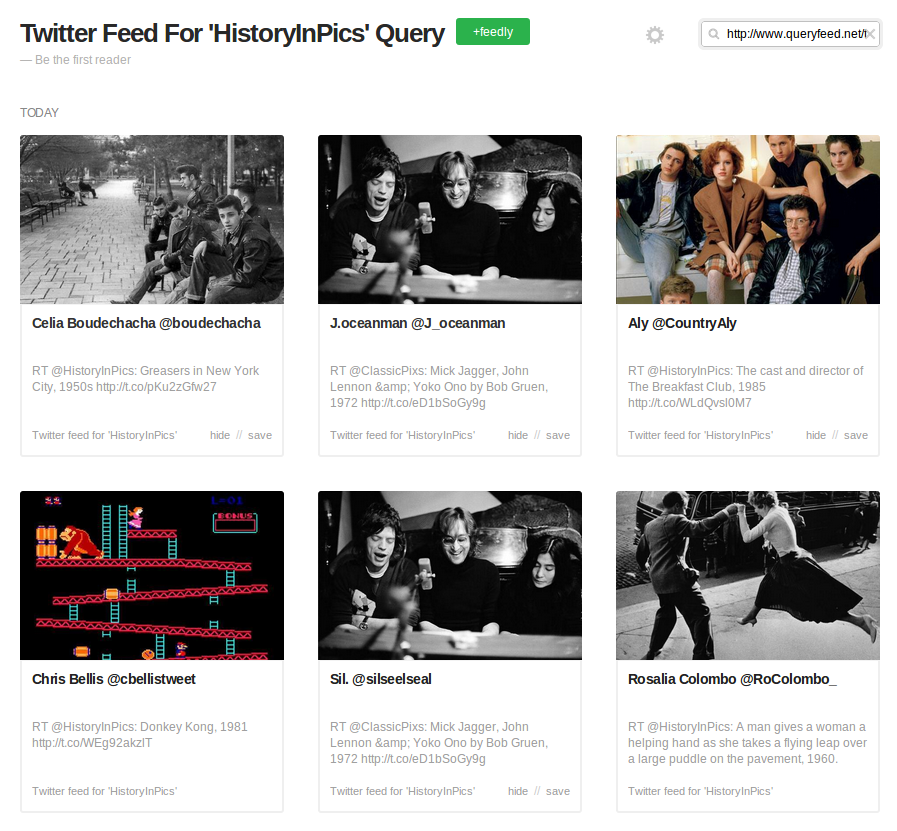 Twitter Feed For 'HistoryInPics' Query
+feedly
http://www.queryfeed.net/t
— Be the first reader
TODAY
Celia Boudechacha @boudechacha
RT @HistoryInPics: Greasers in New York
City, 1950s http://t.co/pKu2zGfw27
Twitter feed for 'HistoryInPics'
hide // save
J.oceanman @J_oceanman
RT @ClassicPixs: Mick Jagger, John
Lennon &amp; Yoko Ono by Bob Gruen,
1972 http://t.co/eD1bSoGy9g
Twitter feed for 'HistoryInPics'
hide // save
Aly @CountryAly
RT @HistoryInPics: The cast and director of
The Breakfast Club, 1985
http://t.co/WLdQvsl0M7
Twitter feed for 'HistoryInPics'
hide // save
L=01
BONUS
Chris Bellis @cbellistweet
RT @HistoryInPics: Donkey Kong, 1981
http://t.co/WEg92akzlT
Twitter feed for 'HistoryInPics'
Sil. @silseelseal
RT @ClassicPixs: Mick Jagger, John
Lennon &amp; Yoko Ono by Bob Gruen,
1972 http://t.co/eD1bSoGy9g
Twitter feed for 'HistoryInPics'
hide // save
Rosalia Colombo @RoColombo_
RT @HistoryInPics: A man gives a woman a
helping hand as she takes a flying leap over
a large puddle on the pavement, 1960.
Twitter feed for 'HistoryInPics'